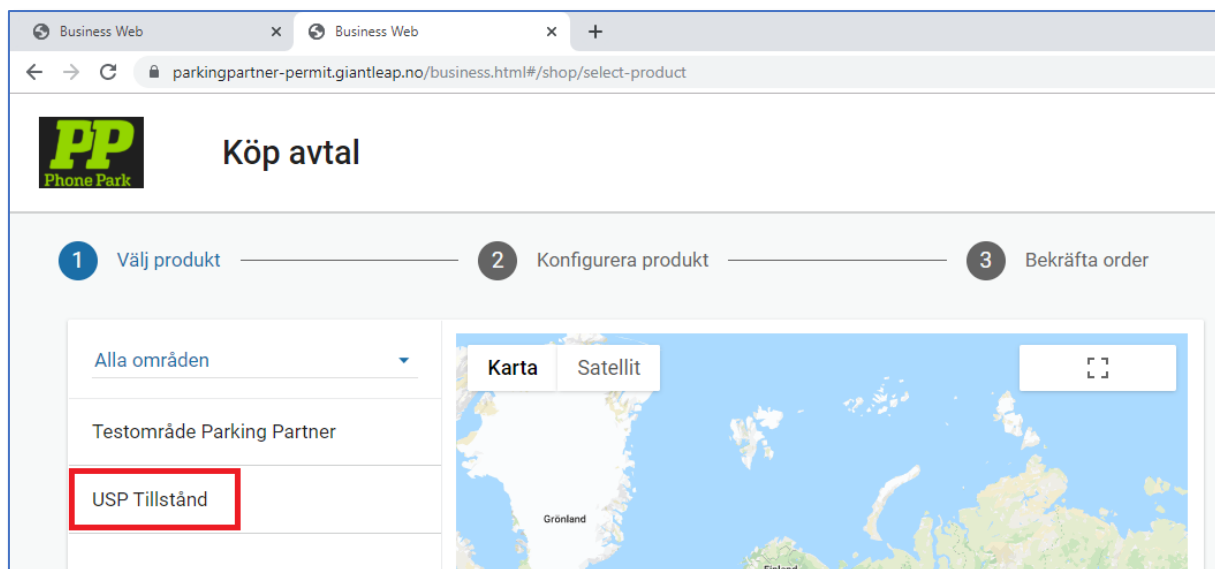 Business Web
Business Web
parkingpartner-permit.giantleap.no/business.html#/shop/select-product
PP
Phone Park
Köp avtal
1 Välj produkt
2 Konfigurera produkt
3 Bekräfta order
Alla områden
Testområde Parking Partner
USP Tillstånd
Karta
Satellit
Grönland
Finland